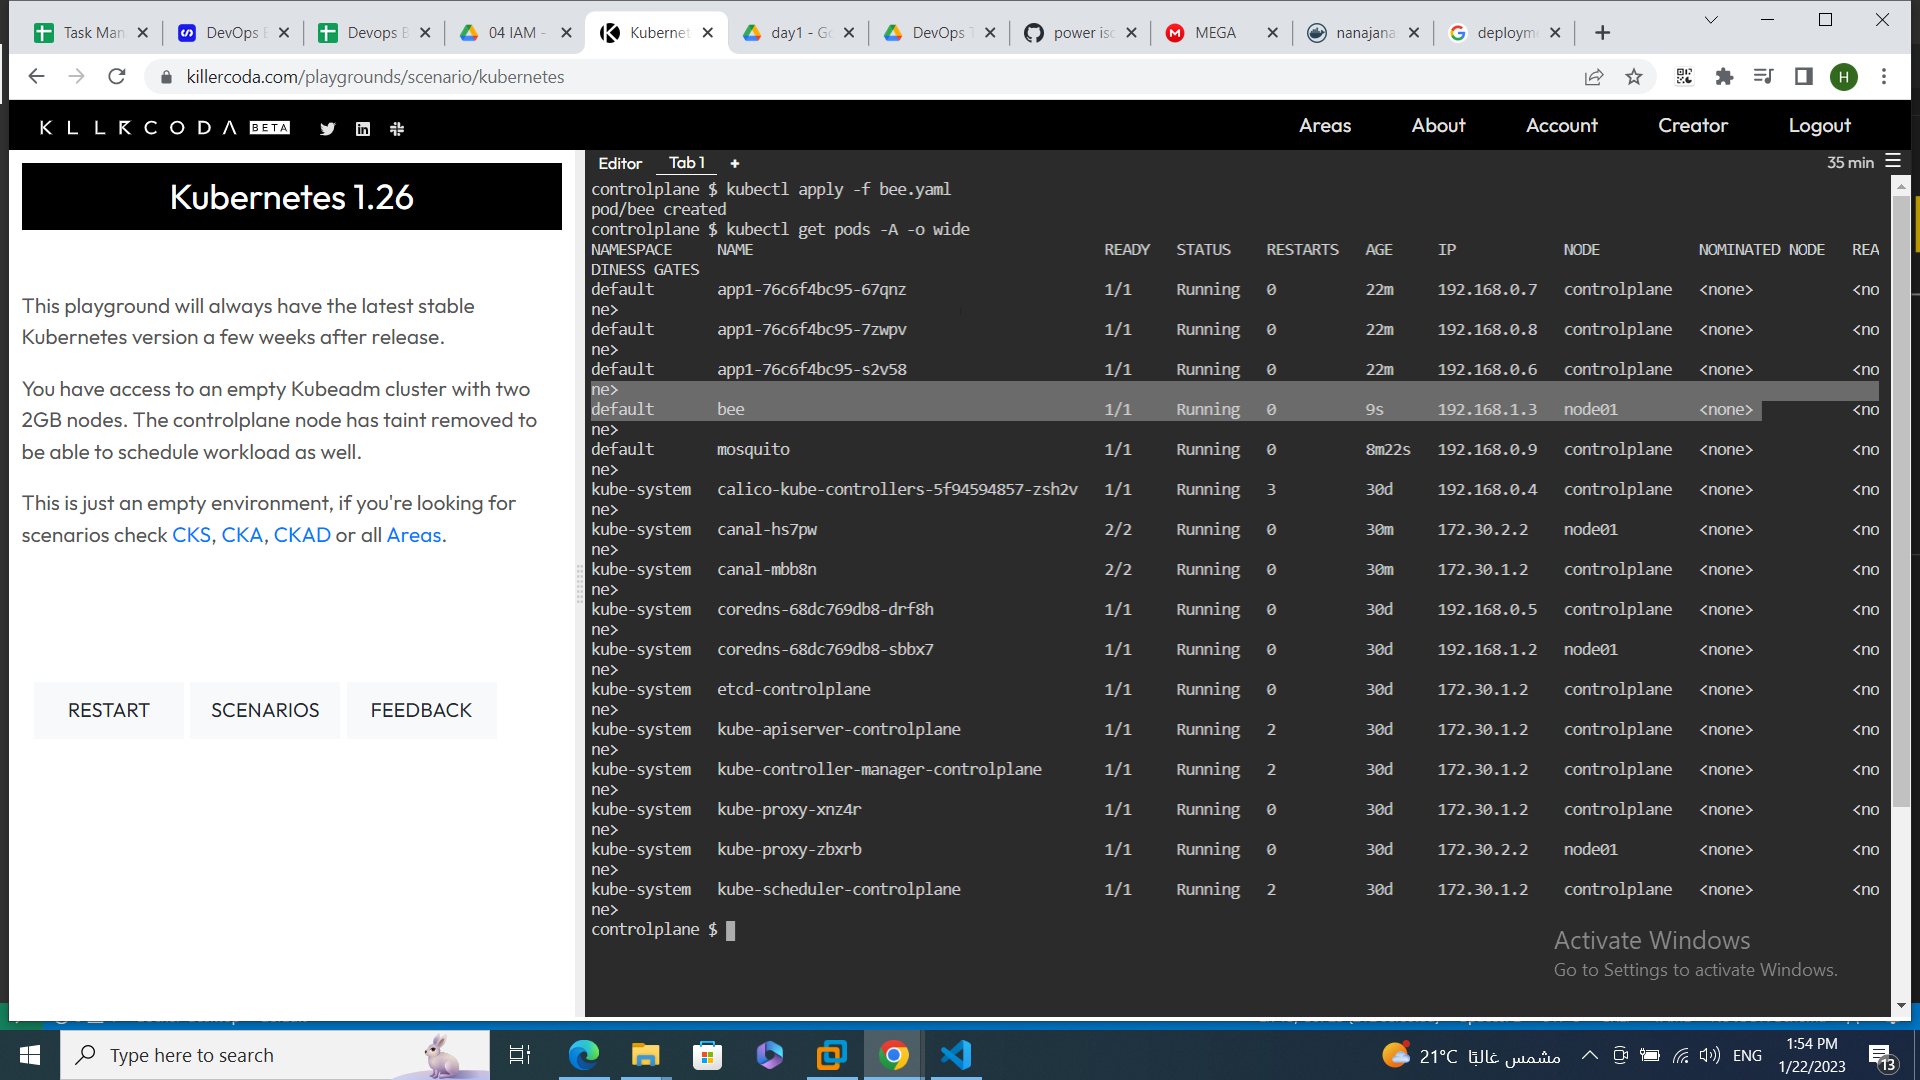 Task Man
DevOps E
Devops B
04 IAM -
Kubernet
day1 - Go
DevOps T
power iso
MEGA
nanajana
deploym
killercoda.com/playgrounds/scenario/kubernetes
H
KLLRCODA BETA
Areas About Account Creator Logout
Kubernetes 1.26
This playground will always have the latest stable
Kubernetes version a few weeks after release.
You have access to an empty Kubeadm cluster with two
2GB nodes. The controlplane node has taint removed to
be able to schedule workload as well.
This is just an empty environment, if you're looking for
scenarios check CKS, CKA, CKAD or all Areas.
RESTART SCENARIOS FEEDBACK
Editor Tab 1 + 35 min
controlplane $ kubectl apply -f bee.yaml
pod/bee created
controlplane $ kubectl get pods -A -o wide
NAMESPACE NAME READY STATUS RESTARTS AGE IP NODE NOMINATED NODE REA
DINESS GATES
default app1-76c6f4bc95-67qnz 1/1 Running 0 22m 192.168.0.7 controlplane <none> <no
ne>
default app1-76c6f4bc95-7zwpv 1/1 Running 0 22m 192.168.0.8 controlplane <none> <no
ne>
default app1-76c6f4bc95-s2v58 1/1 Running 0 22m 192.168.0.6 controlplane <none> <no
ne>
default bee 1/1 Running 0 9s 192.168.1.3 node01 <none> <no
ne>
default mosquito 1/1 Running 0 8m22s 192.168.0.9 controlplane <none> <no
ne>
kube-system calico-kube-controllers-5f94594857-zsh2v 1/1 Running 3 30d 192.168.0.4 controlplane <none> <no
ne>
kube-system canal-hs7pw 2/2 Running 0 30m 172.30.2.2 node01 <none> <no
ne>
kube-system canal-mbb8n 2/2 Running 0 30m 172.30.1.2 controlplane <none> <no
ne>
kube-system coredns-68dc769db8-drf8h 1/1 Running 0 30d 192.168.0.5 controlplane <none> <no
ne>
kube-system coredns-68dc769db8-sbbx7 1/1 Running 0 30d 192.168.1.2 node01 <none> <no
ne>
kube-system etcd-controlplane 1/1 Running 0 30d 172.30.1.2 controlplane <none> <no
ne>
kube-system kube-apiserver-controlplane 1/1 Running 2 30d 172.30.1.2 controlplane <none> <no
ne>
kube-system kube-controller-manager-controlplane 1/1 Running 2 30d 172.30.1.2 controlplane <none> <no
ne>
kube-system kube-proxy-xnz4r 1/1 Running 0 30d 172.30.1.2 controlplane <none> <no
ne>
kube-system kube-proxy-zbxrb 1/1 Running 0 30d 172.30.2.2 node01 <none> <no
ne>
kube-system kube-scheduler-controlplane 1/1 Running 2 30d 172.30.1.2 controlplane <none> <no
ne>
controlplane $
Activate Windows
Go to Settings to activate Windows.
Type here to search
21°C مشمس غالبًا
ENG
1:54 PM
1/22/2023
13